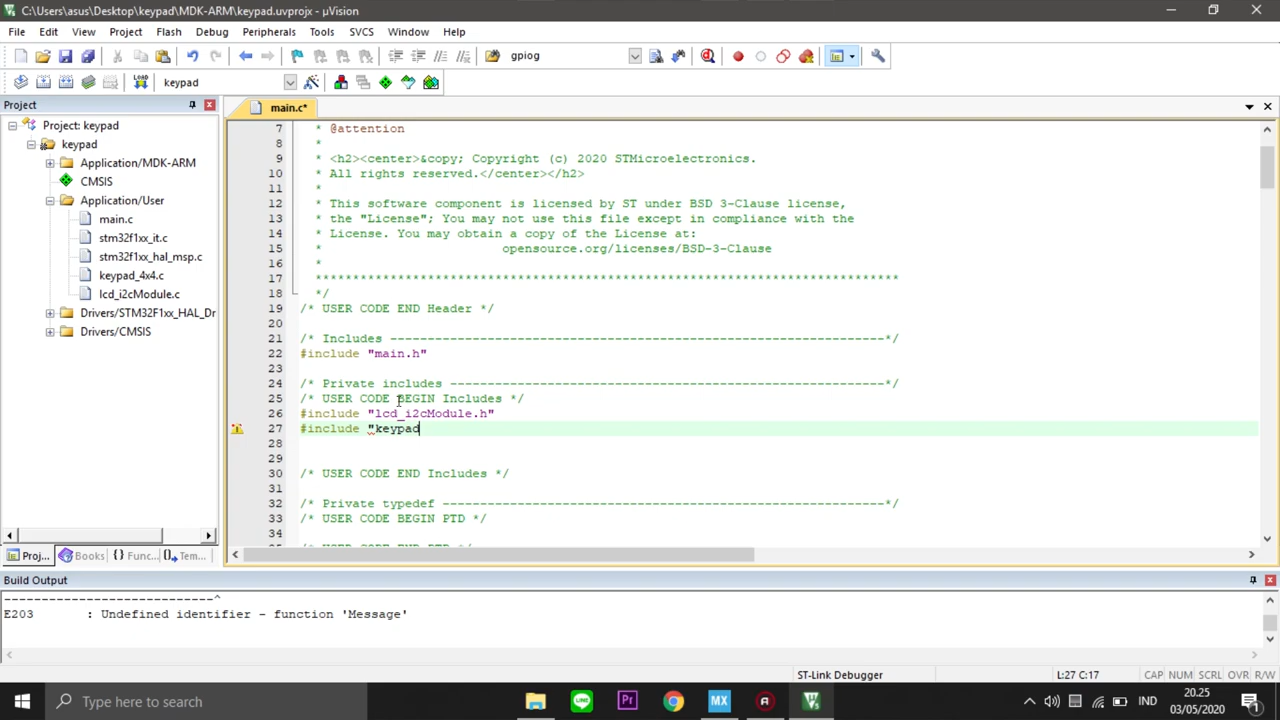 C:\Users\asus\Desktop\keypad\MDK-ARM\keypad.uvprojx - µVision
File Edit View Project Flash Debug Peripherals Tools SVCS Window Help
gpiog
LOAD keypad
Project
main.c*
Project: keypad
keypad
Application/MDK-ARM
CMSIS
Application/User
main.c
stm32f1xx_it.c
stm32f1xx_hal_msp.c
keypad_4x4.c
lcd_i2cModule.c
Drivers/STM32F1xx_HAL_Dr
Drivers/CMSIS
7 * @attention
8 *
9 * <h2><center>&copy; Copyright (c) 2020 STMicroelectronics.
10 * All rights reserved.</center></h2>
11 *
12 * This software component is licensed by ST under BSD 3-Clause license,
13 * the "License"; You may not use this file except in compliance with the
14 * License. You may obtain a copy of the License at:
15 * opensource.org/licenses/BSD-3-Clause
16 *
17 ******************************************************************************
18 */
19 /* USER CODE END Header */
20
21 /* Includes ------------------------------------------------------------------*/
22 #include "main.h"
23
24 /* Private includes ----------------------------------------------------------*/
25 /* USER CODE BEGIN Includes */
26 #include "lcd_i2cModule.h"
27 #include "keypad
28
29
30 /* USER CODE END Includes */
31
32 /* Private typedef -----------------------------------------------------------*/
33 /* USER CODE BEGIN PTD */
34
Proj... Books {} Func... Tem...
Build Output
---------------------------^
E203 : Undefined identifier - function 'Message'
ST-Link Debugger L:27 C:17 CAP NUM SCRL OVR R/W
Type here to search
IND
20.25
03/05/2020